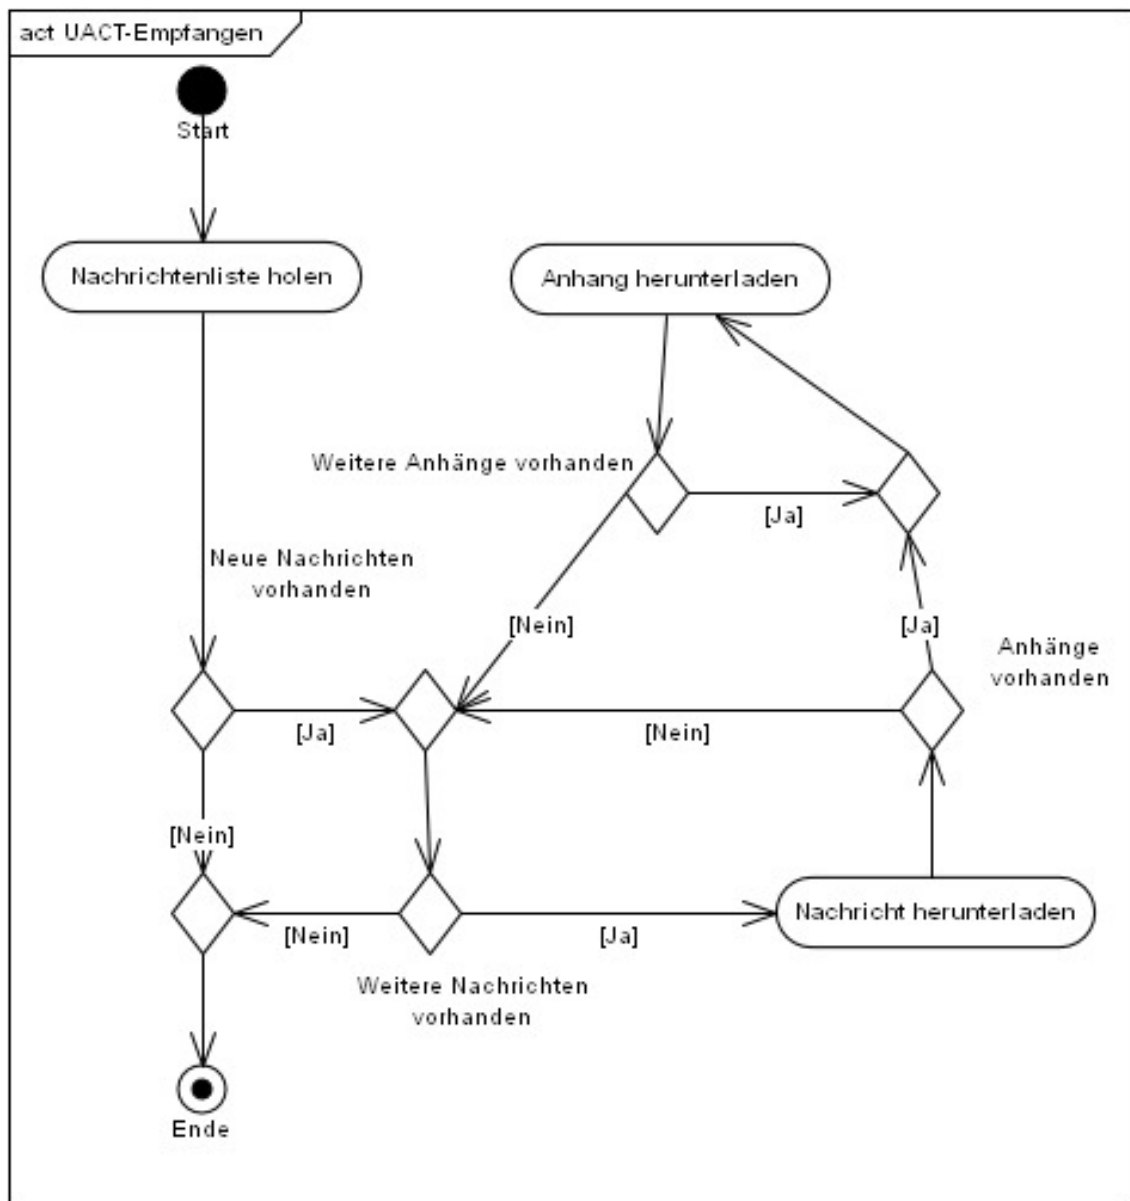 act UACT-Empfangen
Start
Nachrichtenliste holen
Anhang herunterladen
Weitere Anhänge vorhanden
[Ja]
Neue Nachrichten
vorhanden
[Nein]
[Ja]
Anhänge
vorhanden
[Ja]
[Nein]
[Nein]
[Nein]
[Ja]
Nachricht herunterladen
Weitere Nachrichten
vorhanden
Ende